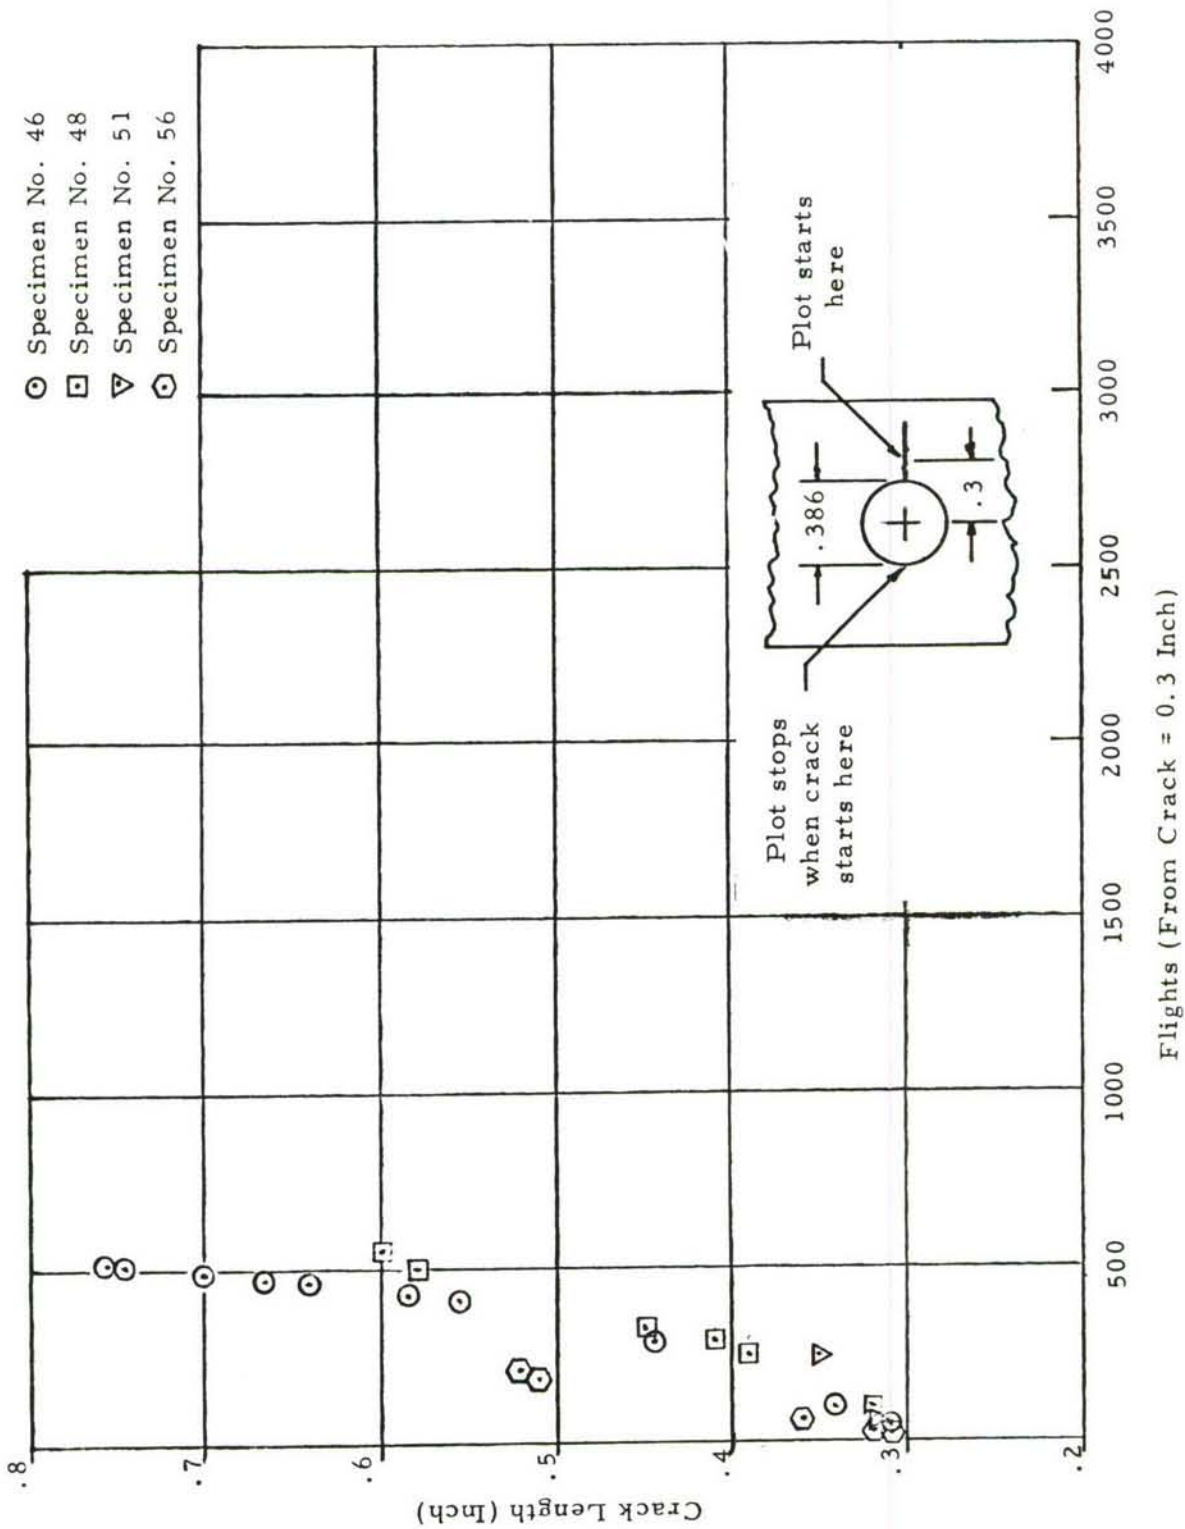 ⊙ Specimen No. 46
⊡ Specimen No. 48
▽ Specimen No. 51
⬡ Specimen No. 56
.8
.7
.6
.5
.4
.3
.2
Crack Length (Inch)
Plot stops
when crack
starts here
.386
.3
Plot starts
here
500
1000
1500
2000
2500
3000
3500
4000
Flights (From Crack = 0.3 Inch)